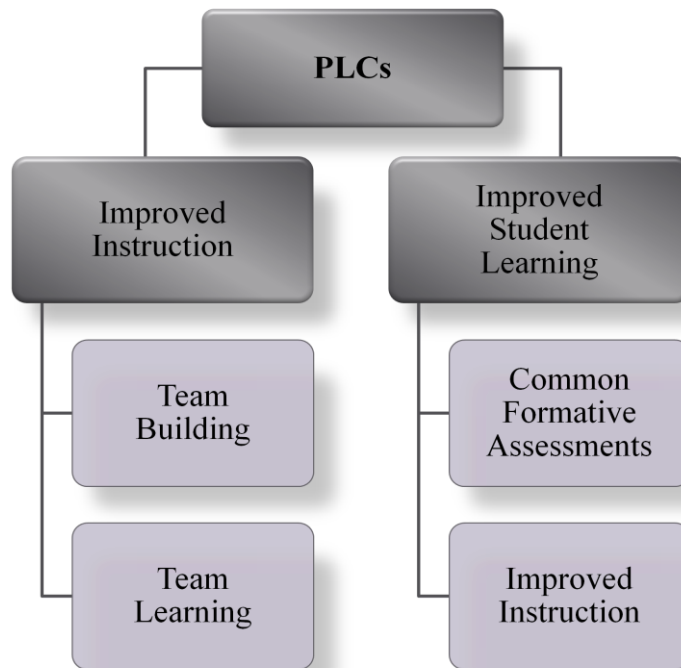 PLCs
Improved
Instruction
Improved
Student
Learning
Team
Building
Common
Formative
Assessments
Team
Learning
Improved
Instruction